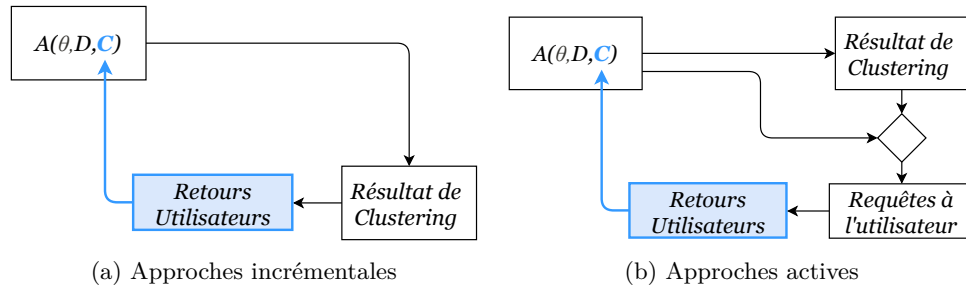 A(θ,D,C)
Retours
Utilisateurs
Résultat de
Clustering
(a) Approches incrémentales
A(θ,D,C)
Résultat de
Clustering
Retours
Utilisateurs
Requêtes à
l'utilisateur
(b) Approches actives